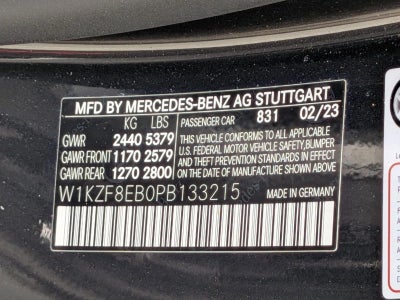 MFD BY MERCEDES-BENZ AG STUTTGART
KG LBS PASSENGER CAR 831 02/23
GVWR 2440 5379 THIS VEHICLE CONFORMS TO ALL APPLICABLE
GAWR FRONT 1170 2579 U.S. FEDERAL MOTOR VEHICLE SAFETY, BUMPER
GAWR REAR 1270 2800 AND THEFT PREVENTION STANDARDS IN EFFECT
ON THE DATE OF MANUFACTURE SHOWN ABOVE
W1KZF8EB0PB133215 MADE IN GERMANY